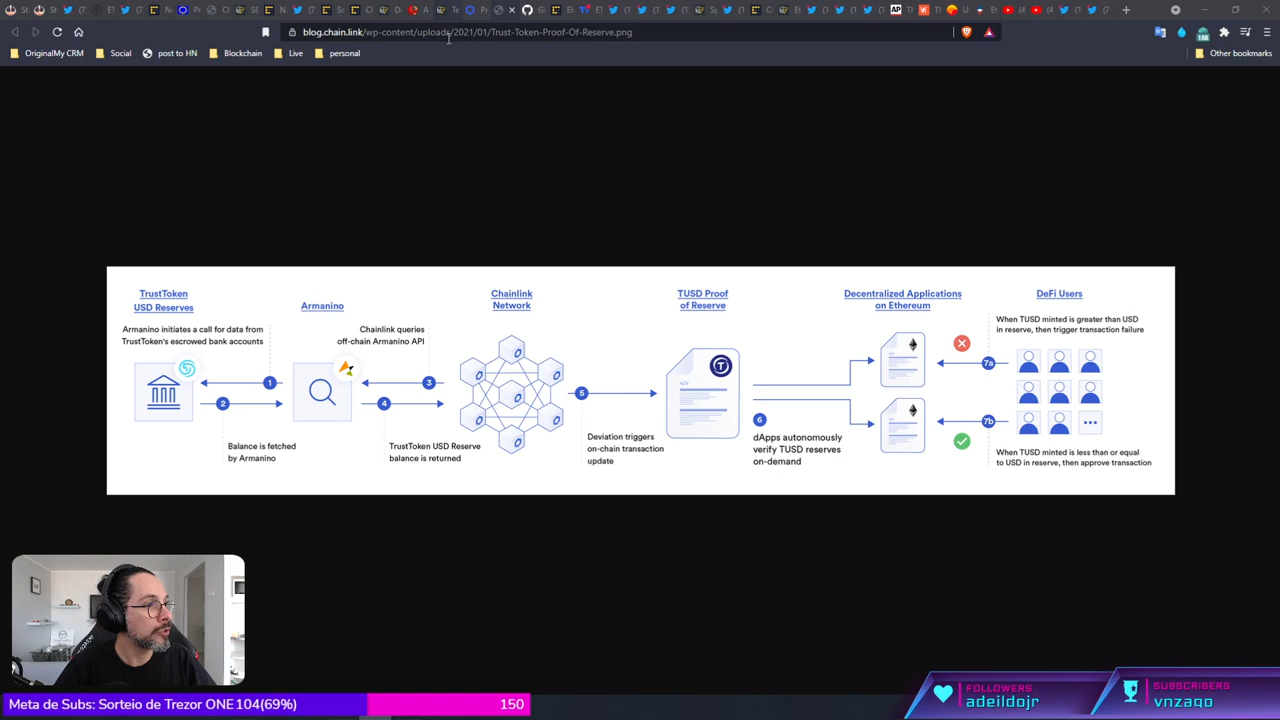 blog.chain.link/wp-content/uploads/2021/01/Trust-Token-Proof-Of-Reserve.png
OriginalMy CRM
Social
post to HN
Blockchain
Live
personal
Other bookmarks
TrustToken
USD Reserves
Armanino
Chainlink
Network
TUSD Proof
of Reserve
Decentralized Applications
on Ethereum
DeFi Users
Armanino initiates a call for data from
TrustToken's escrowed bank accounts
Chainlink queries
off-chain Armanino API
When TUSD minted is greater than USD
in reserve, then trigger transaction failure
1
2
3
4
5
6
7a
7b
Balance is fetched
by Armanino
TrustToken USD Reserve
balance is returned
Deviation triggers
on-chain transaction
update
dApps autonomously
verify TUSD reserves
on-demand
When TUSD minted is less than or equal
to USD in reserve, then approve transaction
Meta de Subs: Sorteio de Trezor ONE 104(69%)
150
FOLLOWERS
adeildojr
SUBSCRIBERS
vnzago